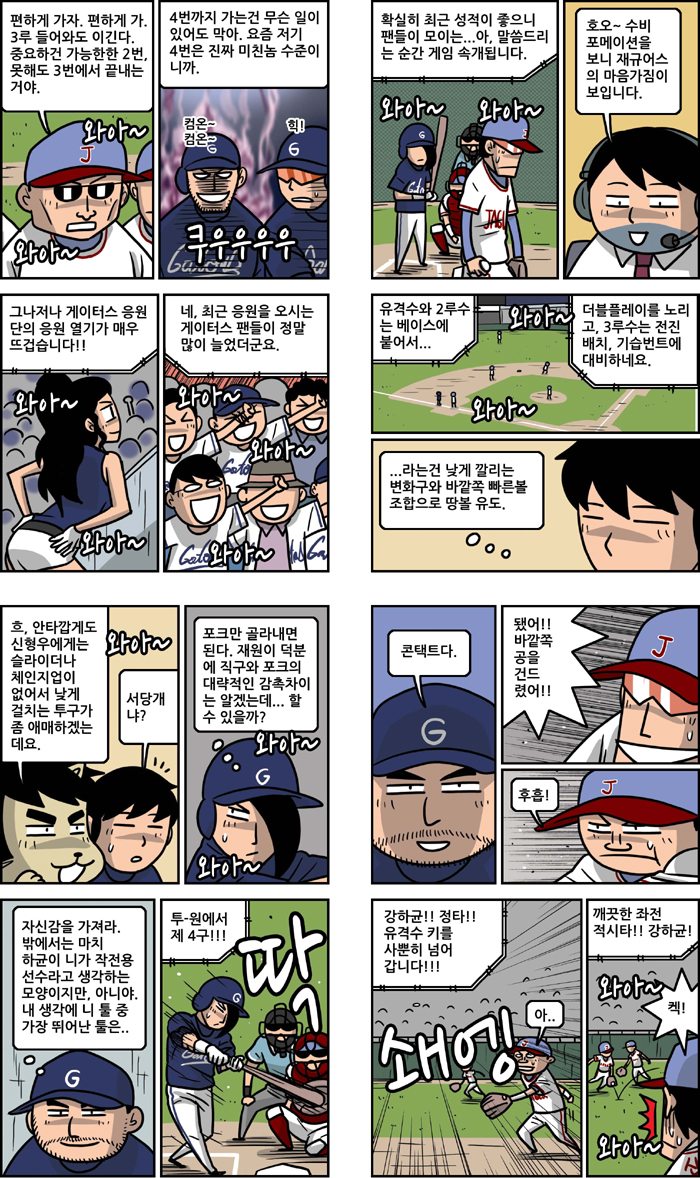 편하게 가자. 편하게 가.
3루 들어와도 이긴다.
중요하건 가능한한 2번,
못해도 3번에서 끝내는
거야.
와아~
J
와아~
4번까지 가는건 무슨 일이
있어도 막아. 요즘 저기
4번은 진짜 미친놈 수준이
니까.
컴온~
컴온~
헉!
G
G
쿠우우우우
그나저나 게이터스 응원
단의 응원 열기가 매우
뜨겁습니다!!
와아~
와아~
네, 최근 응원을 오시는
게이터스 팬들이 정말
많이 늘었더군요.
와아~
와아~
Gato
와아~
확실히 최근 성적이 좋으니
팬들이 모이는...아, 말씀드리
는 순간 게임 속개됩니다.
와아~
와아~
G
J
JAGU
호오~ 수비
포메이션을
보니 재규어스
의 마음가짐이
보입니다.
유격수와 2루수
는 베이스에
붙어서...
와아~
더블플레이를 노리
고, 3루수는 전진
배치, 기습번트에
대비하네요.
와아~
...라는건 낮게 깔리는
변화구와 바깥쪽 빠른볼
조합으로 땅볼 유도.
흐, 안타깝게도
신형우에게는
슬라이더나
체인지업이
없어서 낮게
걸치는 투구가
좀 애매하겠는
데요.
와아~
서당개
냐?
포크만 골라내면
된다. 재원이 덕분
에 직구와 포크의
대략적인 감촉차이
는 알겠는데... 할
수 있을까?
와아~
G
와아~
자신감을 가져라.
밖에서는 마치
하균이 니가 작전용
선수라고 생각하는
모양이지만, 아니야.
내 생각에 니 툴 중
가장 뛰어난 툴은..
G
투-원에서
제 4구!!!
딱
G
콘택트다.
G
됐어!!
바깥쪽
공을
건드
렸어!!
J
후흡!
J
강하균!! 정타!!
유격수 키를
사뿐히 넘어
갑니다!!!
아..
쇄엥
깨끗한 좌전
적시타!! 강하균!
와아~
켁!
와아~